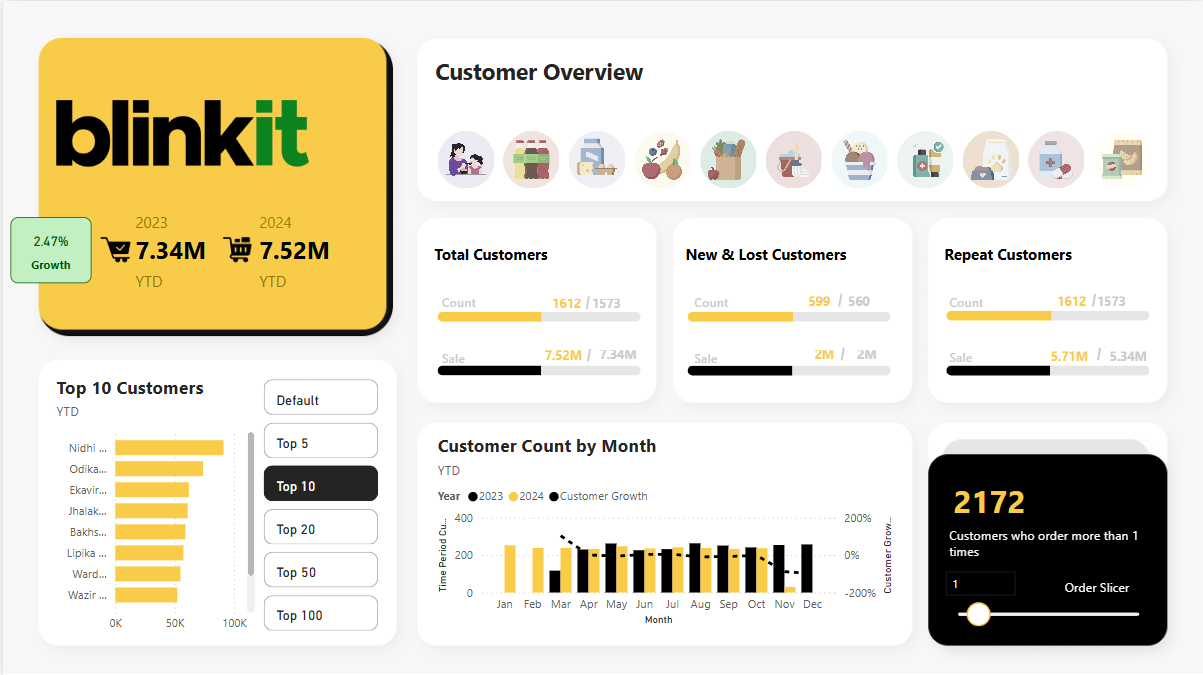 blinkit
2.47%
Growth
2023
7.34M
YTD
2024
7.52M
YTD
Customer Overview
Total Customers
Count 1612 / 1573
Sale 7.52M / 7.34M
New & Lost Customers
Count 599 / 560
Sale 2M / 2M
Repeat Customers
Count 1612 / 1573
Sale 5.71M / 5.34M
Top 10 Customers
YTD
Nidhi ...
Odika...
Ekavir...
Jhalak...
Bakhs...
Lipika ...
Ward...
Wazir ...
0K 50K 100K
Default
Top 5
Top 10
Top 20
Top 50
Top 100
Customer Count by Month
YTD
Year 2023 2024 Customer Growth
Time Period Cu...
400
200
0
200%
0%
-200%
Customer Grow...
Jan Feb Mar Apr May Jun Jul Aug Sep Oct Nov Dec
Month
2172
Customers who order more than 1
times
1
Order Slicer